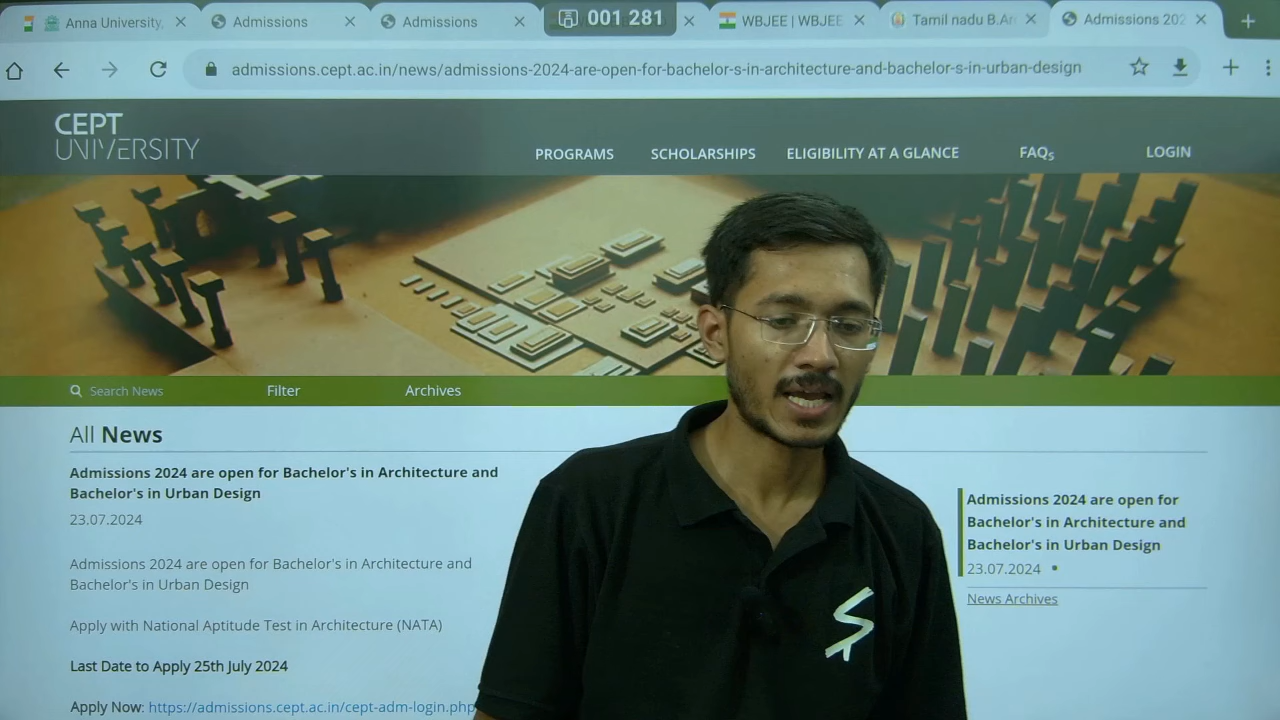 Anna University,
Admissions
Admissions
001 281
WBJEE | WBJEE
Tamil nadu B.Ar
Admissions 202
admissions.cept.ac.in/news/admissions-2024-are-open-for-bachelor-s-in-architecture-and-bachelor-s-in-urban-design
CEPT
UNIVERSITY
PROGRAMS
SCHOLARSHIPS
ELIGIBILITY AT A GLANCE
FAQs
LOGIN
Search News
Filter
Archives
All News
Admissions 2024 are open for Bachelor's in Architecture and
Bachelor's in Urban Design
23.07.2024
Admissions 2024 are open for Bachelor's in Architecture and
Bachelor's in Urban Design
Apply with National Aptitude Test in Architecture (NATA)
Last Date to Apply 25th July 2024
Apply Now: https://admissions.cept.ac.in/cept-adm-login.php
Admissions 2024 are open for
Bachelor's in Architecture and
Bachelor's in Urban Design
23.07.2024
News Archives